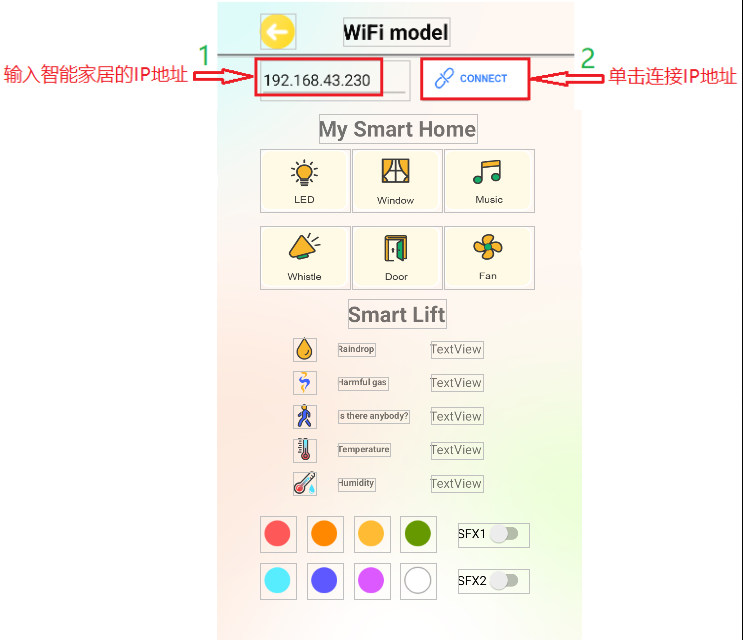 WiFi model
1
2
输入智能家居的IP地址
192.168.43.230
CONNECT
单击连接IP地址
My Smart Home
LED
Window
Music
Whistle
Door
Fan
Smart Lift
Raindrop
TextView
Harmful gas
TextView
Is there anybody?
TextView
Temperature
TextView
Humidity
TextView
SFX1
SFX2